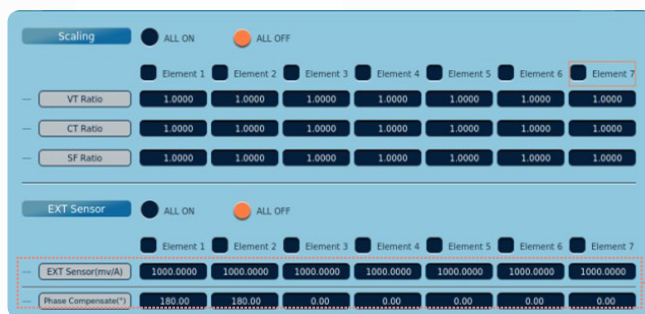 Scaling ALL ON ALL OFF
Element 1 Element 2 Element 3 Element 4 Element 5 Element 6 Element 7
VT Ratio 1.0000 1.0000 1.0000 1.0000 1.0000 1.0000 1.0000
CT Ratio 1.0000 1.0000 1.0000 1.0000 1.0000 1.0000 1.0000
SF Ratio 1.0000 1.0000 1.0000 1.0000 1.0000 1.0000 1.0000
EXT Sensor ALL ON ALL OFF
Element 1 Element 2 Element 3 Element 4 Element 5 Element 6 Element 7
EXT Sensor(mv/A) 1000.0000 1000.0000 1000.0000 1000.0000 1000.0000 1000.0000 1000.0000
Phase Compensate(°) 180.00 180.00 0.00 0.00 0.00 0.00 0.00